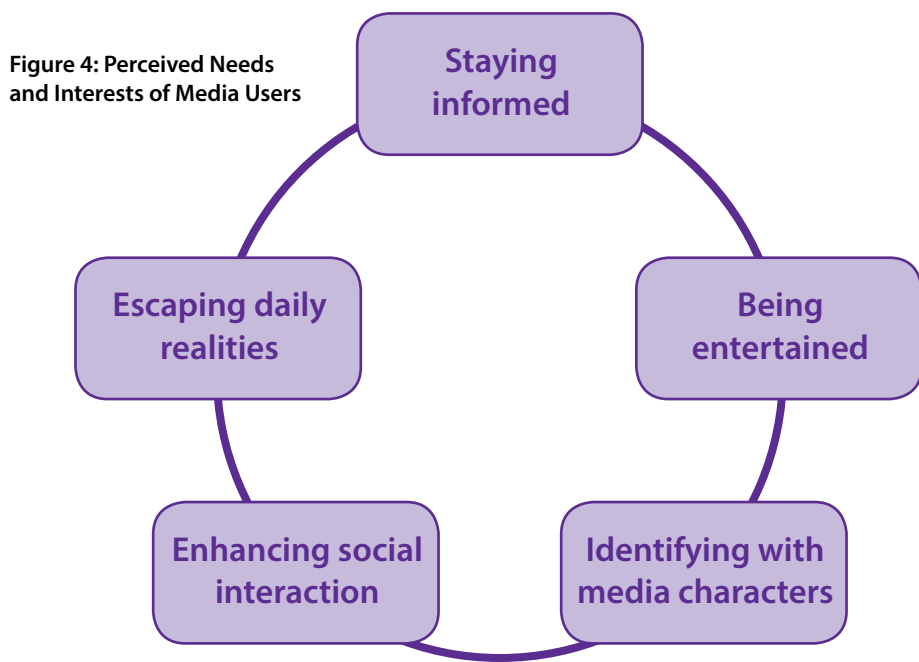 Figure 4: Perceived Needs
and Interests of Media Users
Staying
informed
Being
entertained
Identifying with
media characters
Enhancing social
interaction
Escaping daily
realities